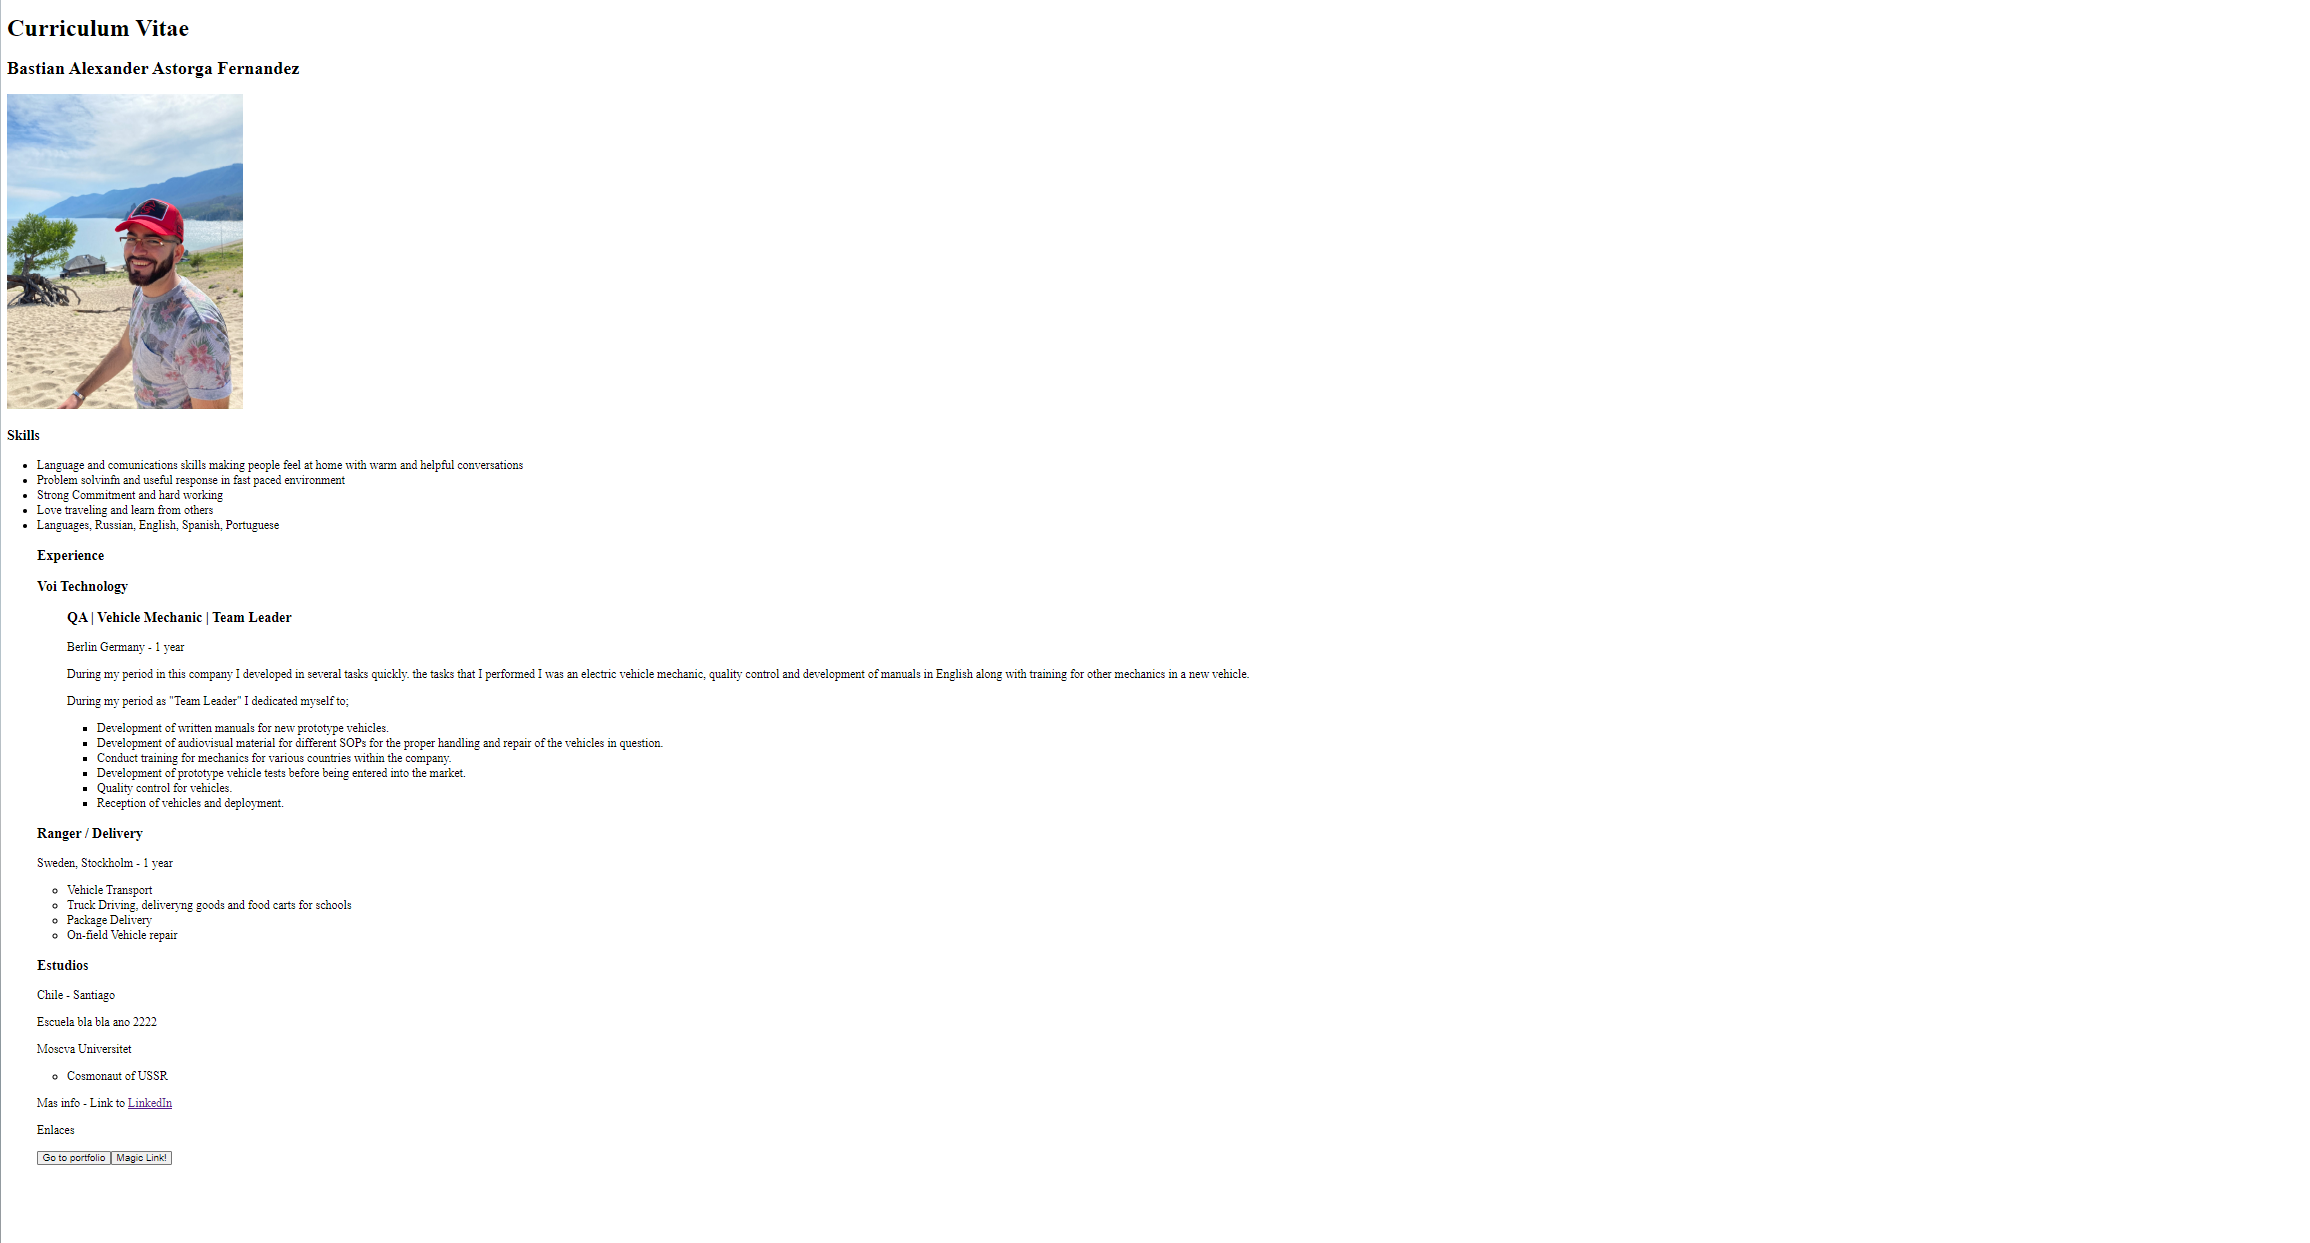 Curriculum Vitae
Bastian Alexander Astorga Fernandez
Skills
Language and comunications skills making people feel at home with warm and helpful conversations
Problem solvinfn and useful response in fast paced environment
Strong Commitment and hard working
Love traveling and learn from others
Languages, Russian, English, Spanish, Portuguese
Experience
Voi Technology
QA | Vehicle Mechanic | Team Leader
Berlin Germany - 1 year
During my period in this company I developed in several tasks quickly. the tasks that I performed I was an electric vehicle mechanic, quality control and development of manuals in English along with training for other mechanics in a new vehicle.
During my period as "Team Leader" I dedicated myself to;
Development of written manuals for new prototype vehicles.
Development of audiovisual material for different SOPs for the proper handling and repair of the vehicles in question.
Conduct training for mechanics for various countries within the company.
Development of prototype vehicle tests before being entered into the market.
Quality control for vehicles.
Reception of vehicles and deployment.
Ranger / Delivery
Sweden, Stockholm - 1 year
Vehicle Transport
Truck Driving, deliveryng goods and food carts for schools
Package Delivery
On-field Vehicle repair
Estudios
Chile - Santiago
Escuela bla bla ano 2222
Moscva Universitet
Cosmonaut of USSR
Mas info - Link to LinkedIn
Enlaces
Go to portfolio Magic Link!